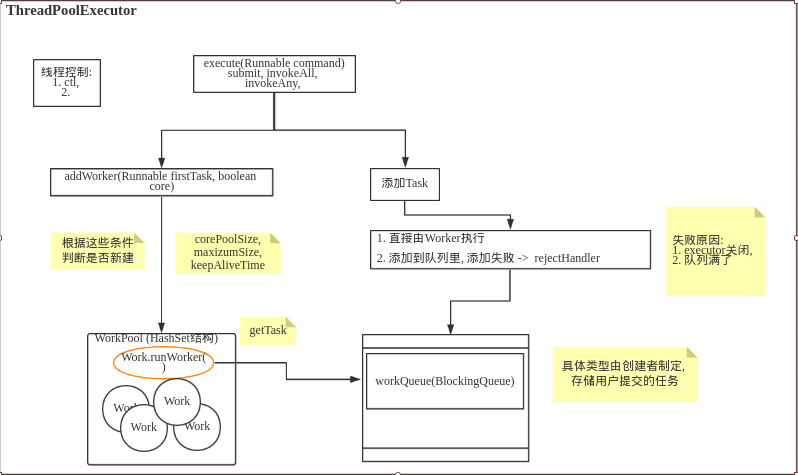 ThreadPoolExecutor
线程控制:
1. ctl,
2.
execute(Runnable command)
submit, invokeAll,
invokeAny,
addWorker(Runnable firstTask, boolean
core)
添加Task
根据这些条件
判断是否新建
corePoolSize,
maxizumSize,
keepAliveTime
1. 直接由Worker执行
2. 添加到队列里, 添加失败 -> rejectHandler
失败原因:
1. executor关闭,
2. 队列满了
getTask
WorkPool (HashSet结构)
Work.runWorker(
)
Work
Work
Work
Work
workQueue(BlockingQueue)
具体类型由创建者制定,
存储用户提交的任务